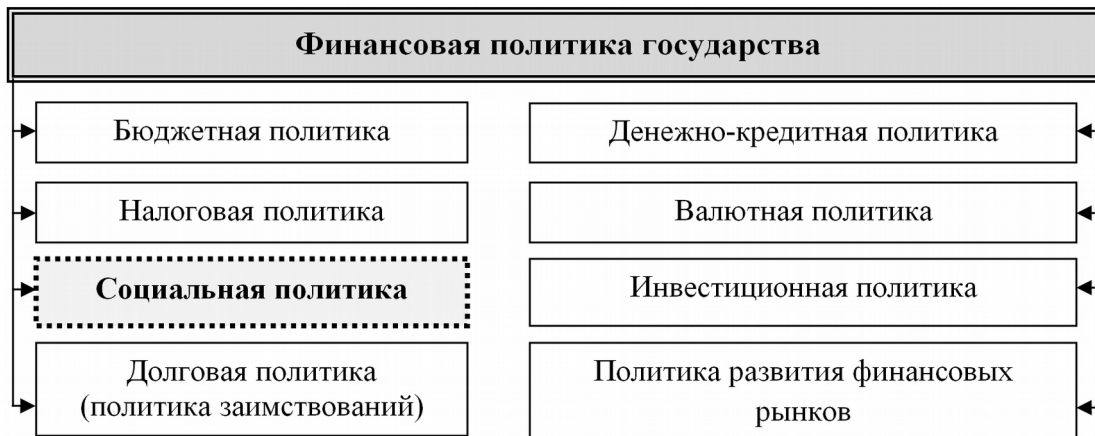 Финансовая политика государства
Бюджетная политика
Денежно-кредитная политика
Налоговая политика
Валютная политика
Социальная политика
Инвестиционная политика
Долговая политика
(политика заимствований)
Политика развития финансовых
рынков